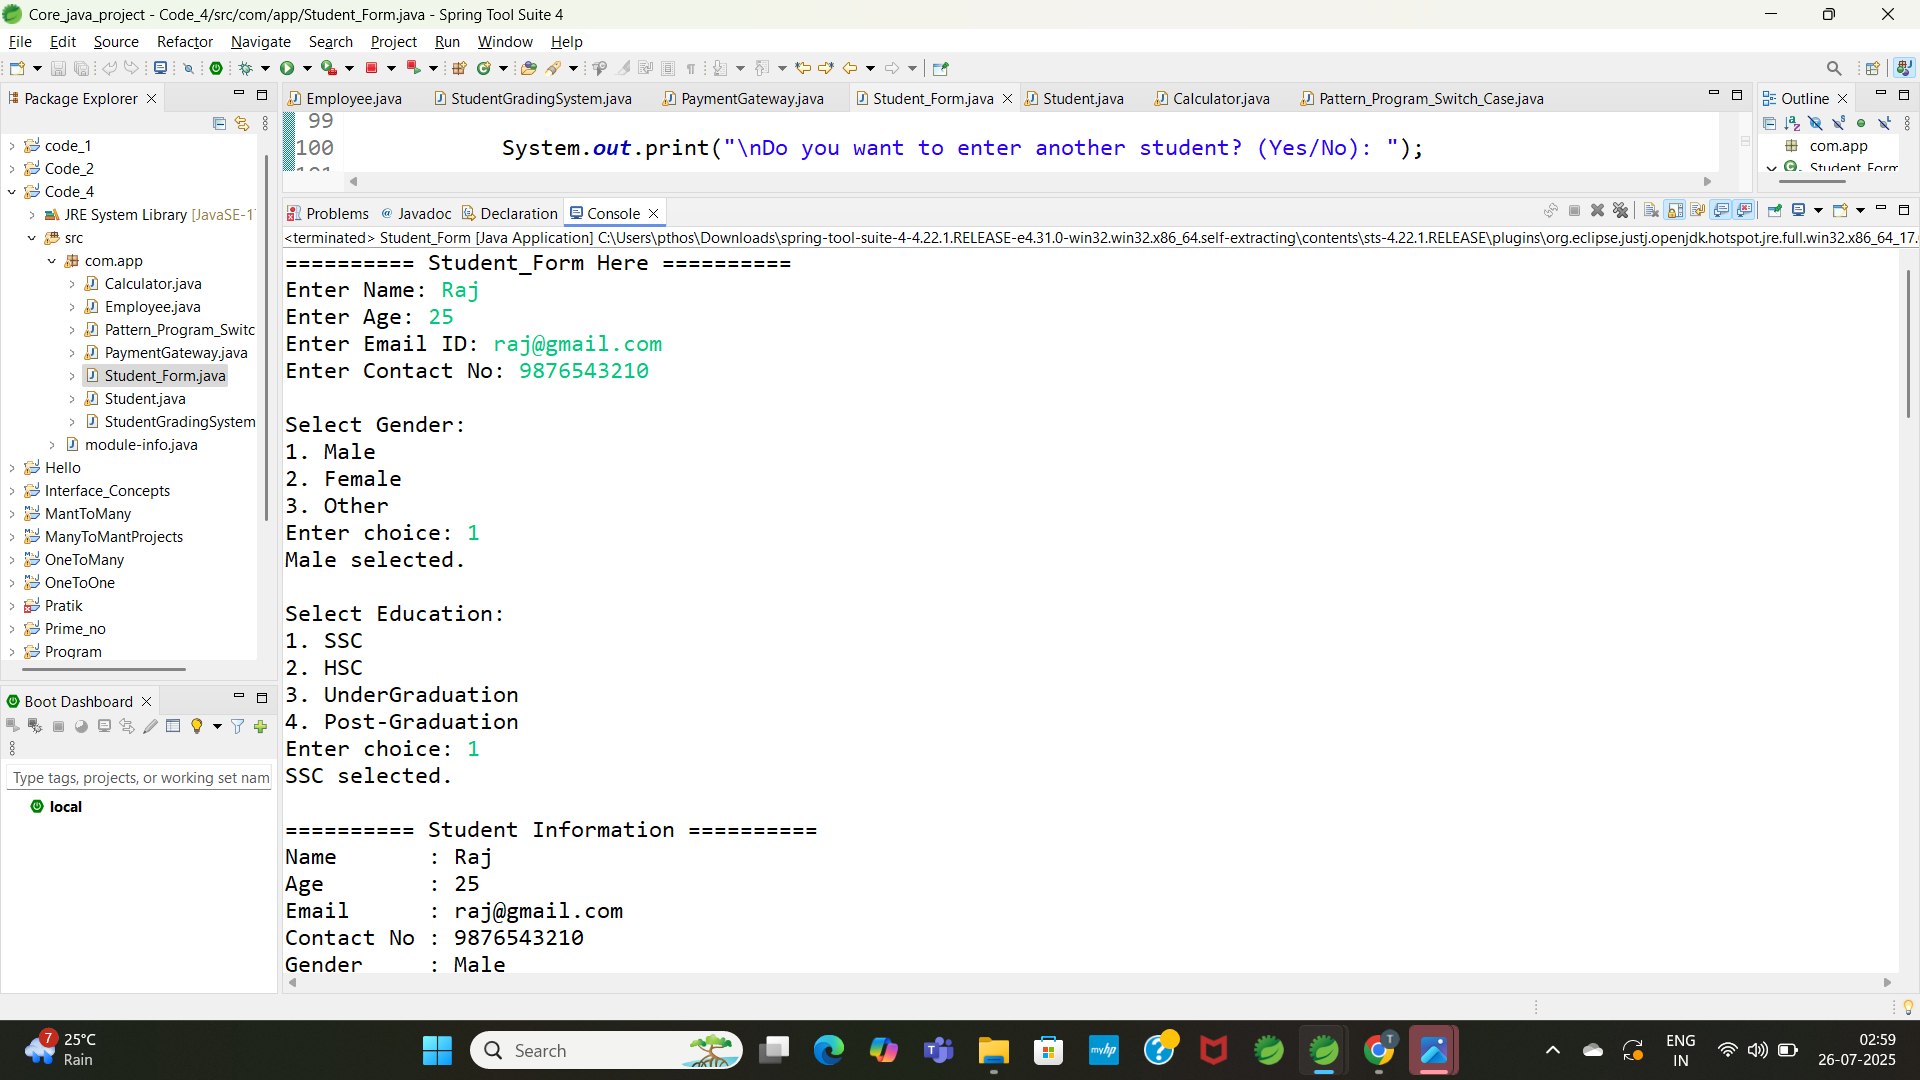 Core_java_project - Code_4/src/com/app/Student_Form.java - Spring Tool Suite 4
File Edit Source Refactor Navigate Search Project Run Window Help
Package Explorer
code_1
Code_2
Code_4
JRE System Library [JavaSE-1
src
com.app
Calculator.java
Employee.java
Pattern_Program_Switc
PaymentGateway.java
Student_Form.java
Student.java
StudentGradingSystem
module-info.java
Hello
Interface_Concepts
MantToMany
ManyToMantProjects
OneToMany
OneToOne
Pratik
Prime_no
Program
Boot Dashboard
Type tags, projects, or working set nam
local
Employee.java StudentGradingSystem.java PaymentGateway.java Student_Form.java Student.java Calculator.java Pattern_Program_Switch_Case.java
99
100 System.out.print("\nDo you want to enter another student? (Yes/No): ");
101
Outline
com.app
Student_Form
Problems Javadoc Declaration Console
<terminated> Student_Form [Java Application] C:\Users\pthos\Downloads\spring-tool-suite-4-4.22.1.RELEASE-e4.31.0-win32.win32.x86_64.self-extracting\contents\sts-4.22.1.RELEASE\plugins\org.eclipse.justj.openjdk.hotspot.jre.full.win32.x86_64_17.
========== Student_Form Here ==========
Enter Name: Raj
Enter Age: 25
Enter Email ID: raj@gmail.com
Enter Contact No: 9876543210
Select Gender:
1. Male
2. Female
3. Other
Enter choice: 1
Male selected.
Select Education:
1. SSC
2. HSC
3. UnderGraduation
4. Post-Graduation
Enter choice: 1
SSC selected.
========== Student Information ==========
Name : Raj
Age : 25
Email : raj@gmail.com
Contact No : 9876543210
Gender : Male
7
25°C
Rain
Search
myhp
T
ENG
IN
02:59
26-07-2025